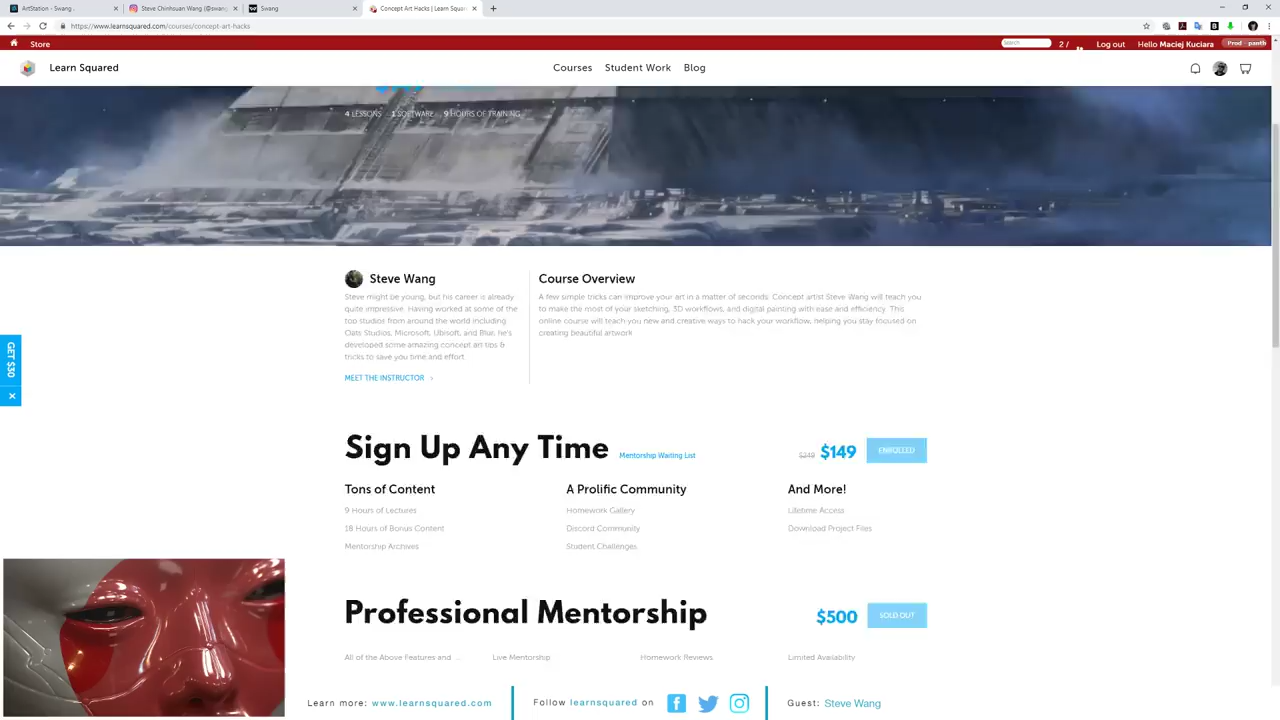 ArtStation - Swang .
Steve Chinhsuan Wang (@swang
Swang
Concept Art Hacks | Learn Squar
https://www.learnsquared.com/courses/concept-art-hacks
Store
Search
2 /
Log out
Hello Maciej Kuciara
Prod - panth
Learn Squared
Courses
Student Work
Blog
4 LESSONS
1 SOFTWARE
9 HOURS OF TRAINING
GET $30
Steve Wang
Steve might be young, but his career is already
quite impressive. Having worked at some of the
top studios from around the world including
Oats Studios, Microsoft, Ubisoft, and Blur, he's
developed some amazing concept art tips &
tricks to save you time and effort.
MEET THE INSTRUCTOR >
Course Overview
A few simple tricks can improve your art in a matter of seconds. Concept artist Steve Wang will teach you
to make the most of your sketching, 3D workflows, and digital painting with ease and efficiency. This
online course will teach you new and creative ways to hack your workflow, helping you stay focused on
creating beautiful artwork
Sign Up Any Time
Mentorship Waiting List
$249
$149
ENROLLED
Tons of Content
9 Hours of Lectures
18 Hours of Bonus Content
Mentorship Archives
A Prolific Community
Homework Gallery
Discord Community
Student Challenges
And More!
Lifetime Access
Download Project Files
Professional Mentorship
$500
SOLD OUT
All of the Above Features and ...
Live Mentorship
Homework Reviews
Limited Availability
Learn more: www.learnsquared.com
Follow learnsquared on
Guest: Steve Wang